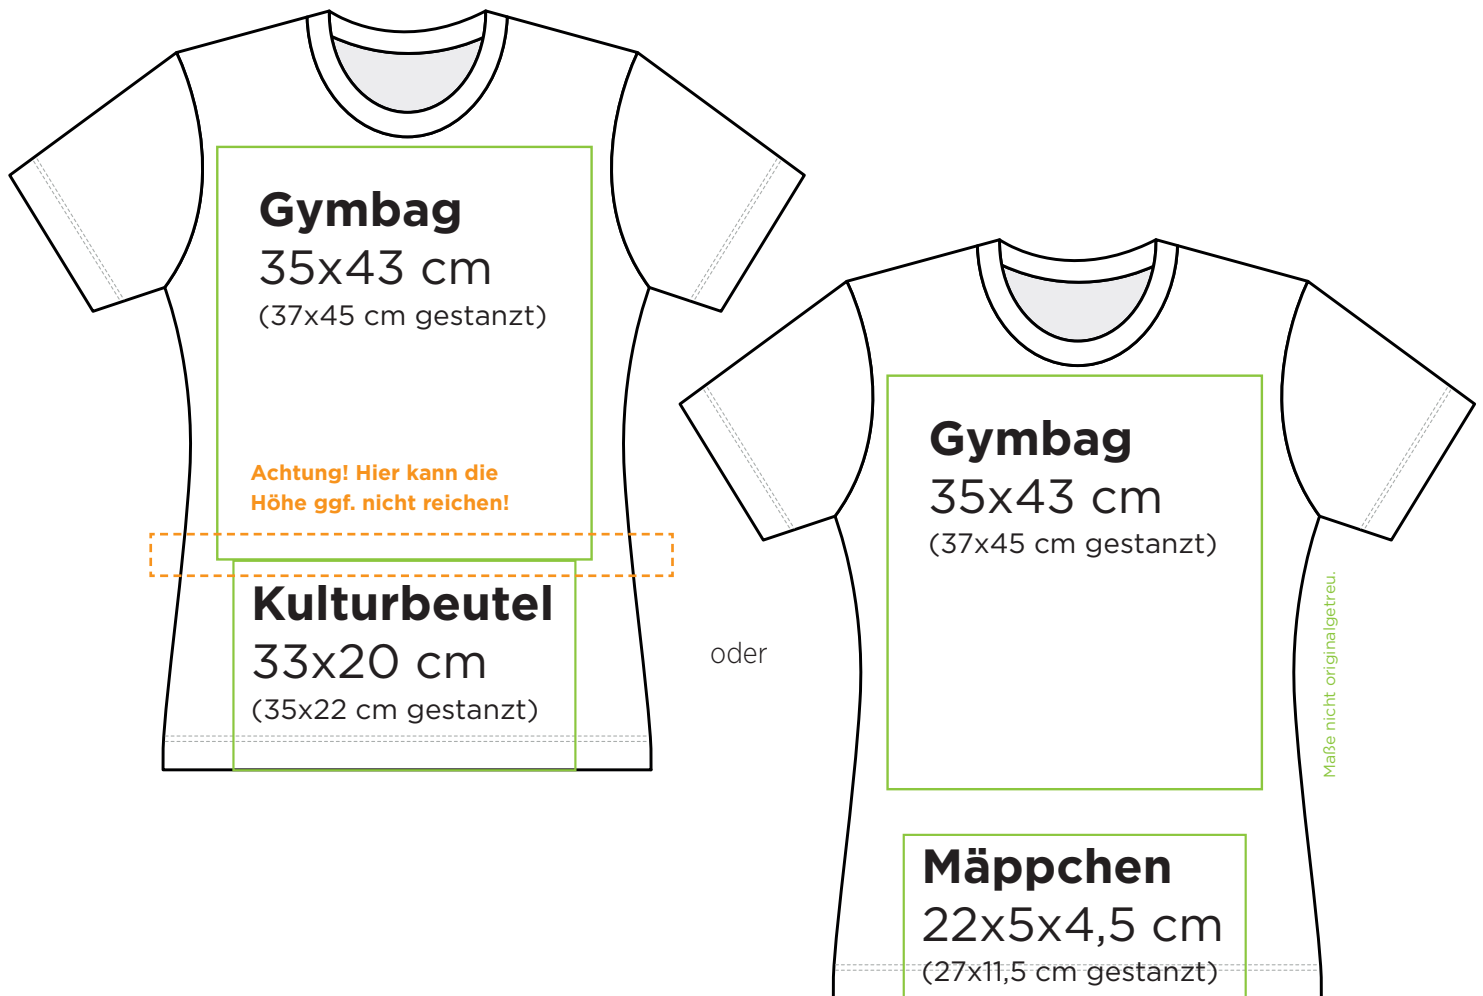 Gymbag
35x43 cm
(37x45 cm gestanzt)
Achtung! Hier kann die
Höhe ggf. nicht reichen!
Kulturbeutel
33x20 cm
(35x22 cm gestanzt)
oder
Gymbag
35x43 cm
(37x45 cm gestanzt)
Mäppchen
22x5x4,5 cm
(27x11,5 cm gestanzt)
Maße nicht originalgetreu.